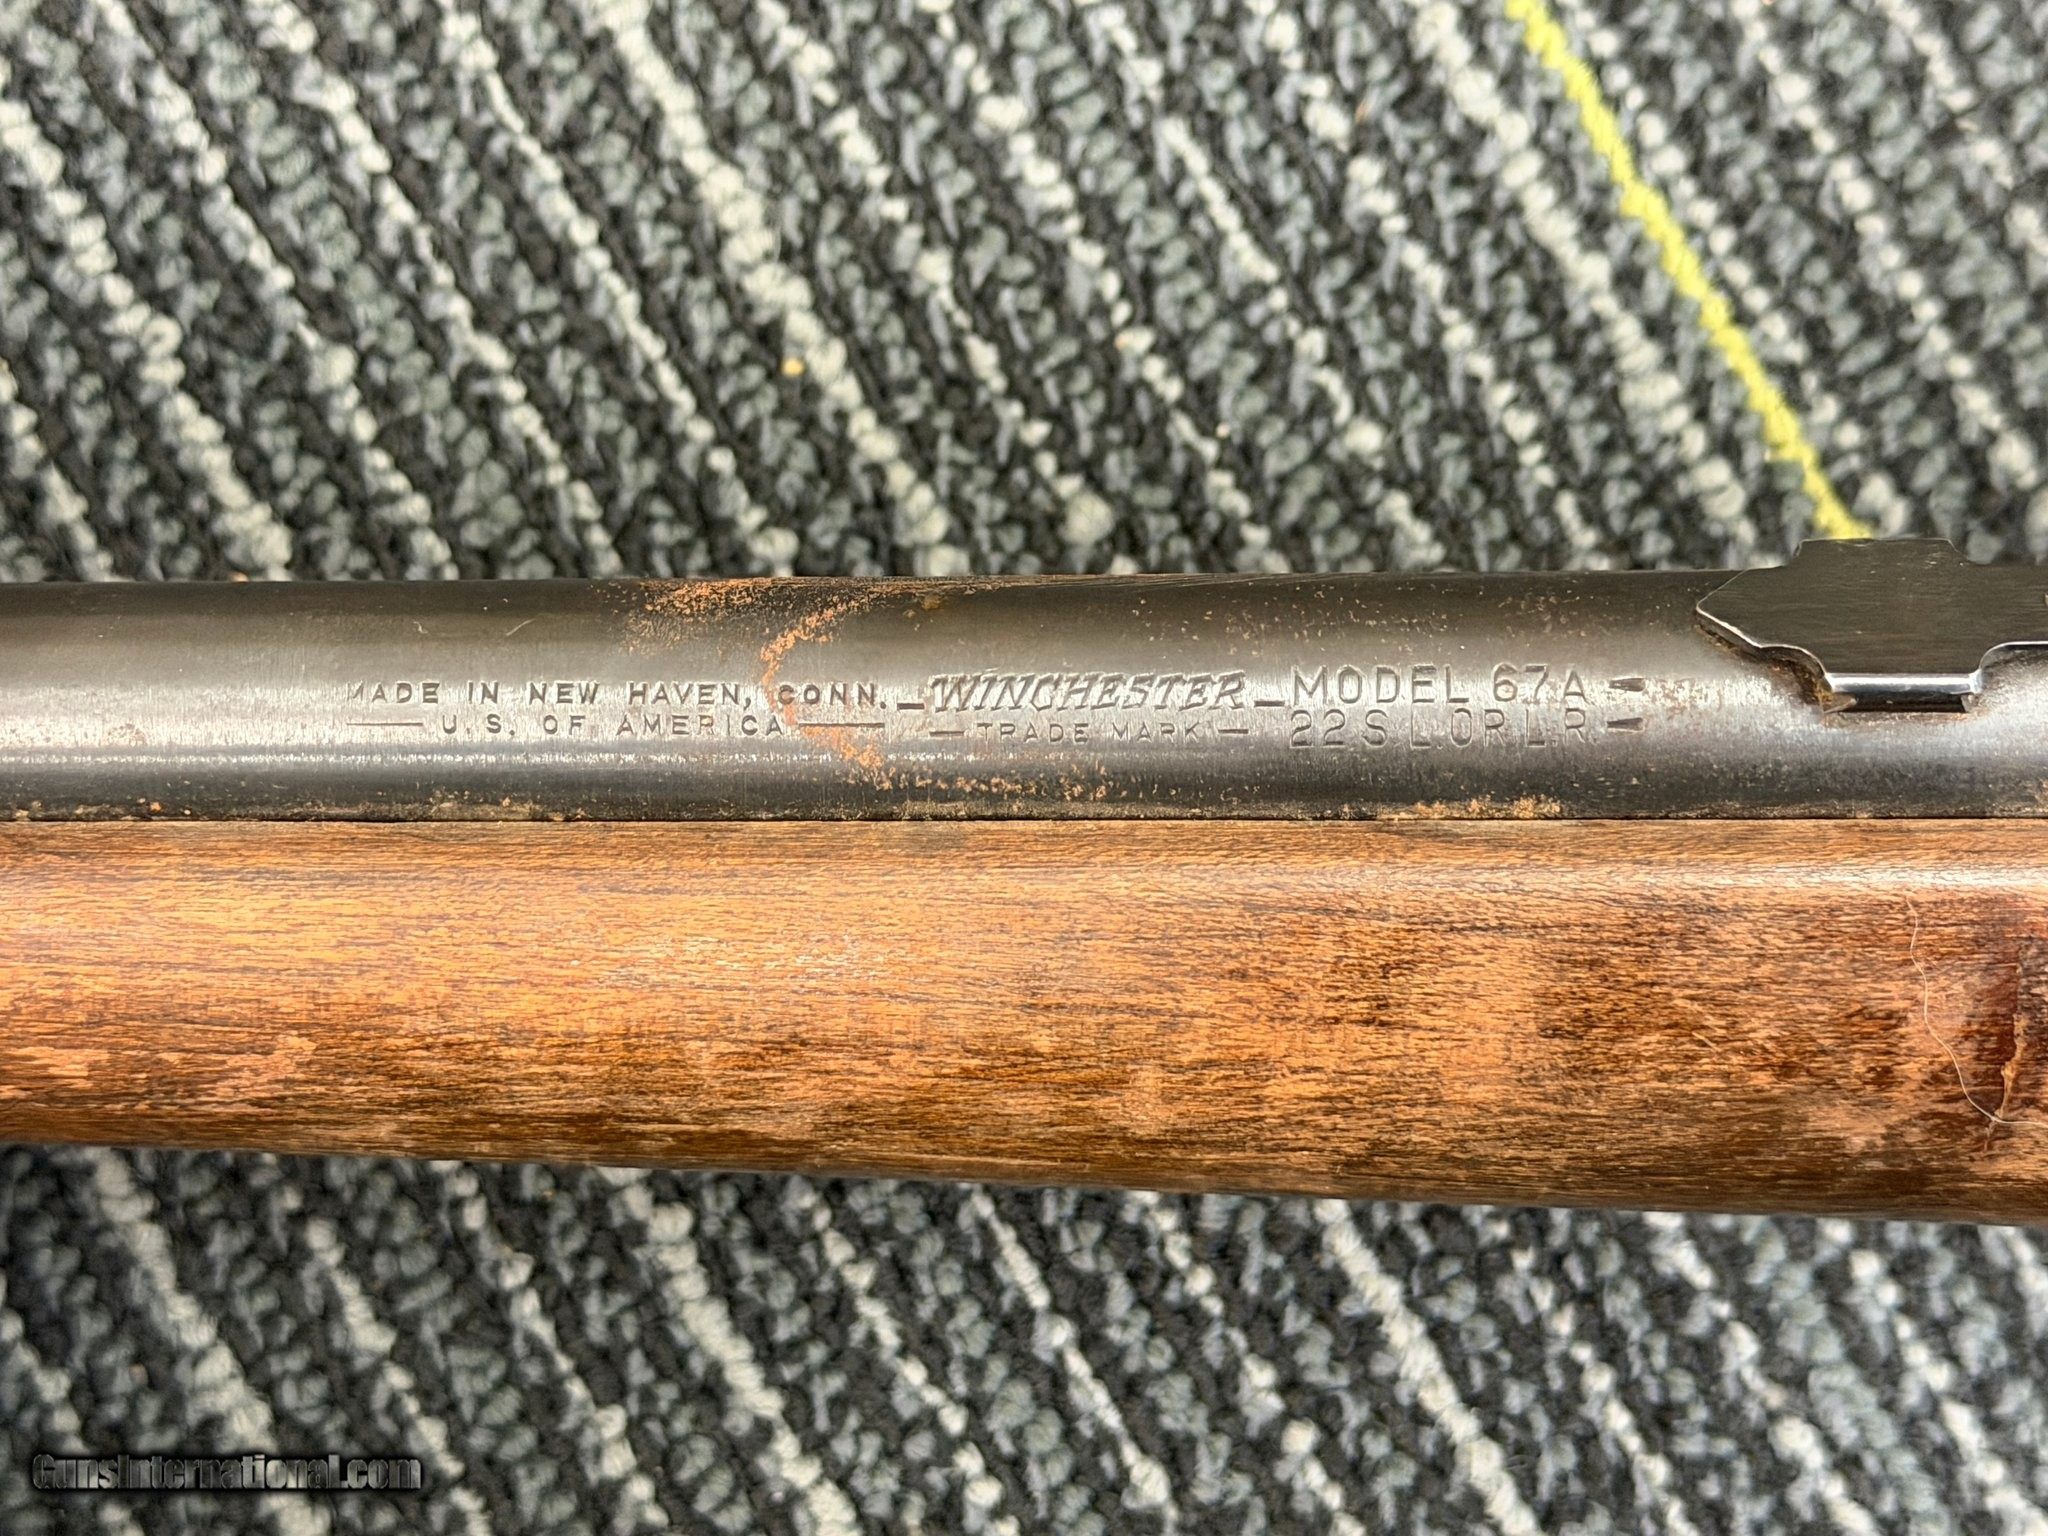 MADE IN NEW HAVEN, CONN. — WINCHESTER — MODEL 67A —
— U. S. OF AMERICA — — TRADE MARK — 22 S. L. OR L.R. —
GunsInternational.com